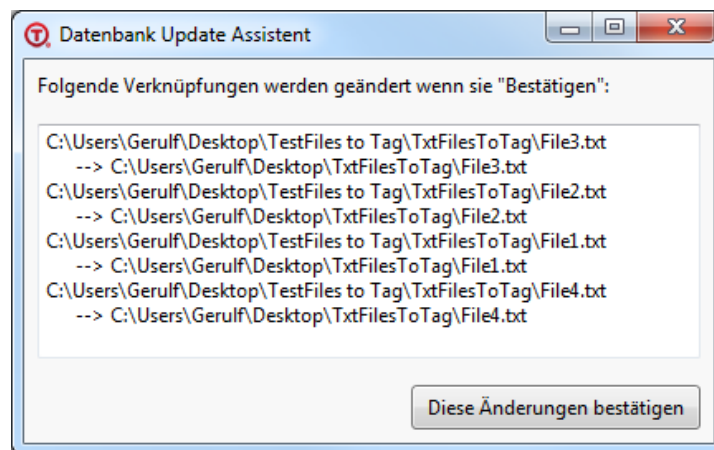 Datenbank Update Assistent
Folgende Verknüpfungen werden geändert wenn sie "Bestätigen":
C:\Users\Gerulf\Desktop\TestFiles to Tag\TxtFilesToTag\File3.txt
--> C:\Users\Gerulf\Desktop\TxtFilesToTag\File3.txt
C:\Users\Gerulf\Desktop\TestFiles to Tag\TxtFilesToTag\File2.txt
--> C:\Users\Gerulf\Desktop\TxtFilesToTag\File2.txt
C:\Users\Gerulf\Desktop\TestFiles to Tag\TxtFilesToTag\File1.txt
--> C:\Users\Gerulf\Desktop\TxtFilesToTag\File1.txt
C:\Users\Gerulf\Desktop\TestFiles to Tag\TxtFilesToTag\File4.txt
--> C:\Users\Gerulf\Desktop\TxtFilesToTag\File4.txt
Diese Änderungen bestätigen